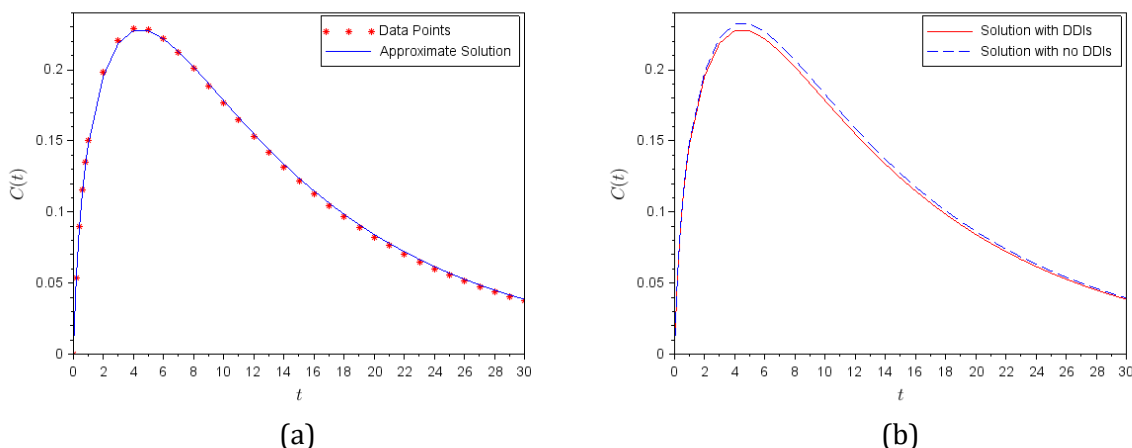 Data Points
Approximate Solution
0.2
0.15
0.1
0.05
0
C(t)
0 2 4 6 8 10 12 14 16 18 20 22 24 26 28 30
t
(a)
Solution with DDIs
Solution with no DDIs
0.2
0.15
0.1
0.05
0
C(t)
0 2 4 6 8 10 12 14 16 18 20 22 24 26 28 30
t
(b)